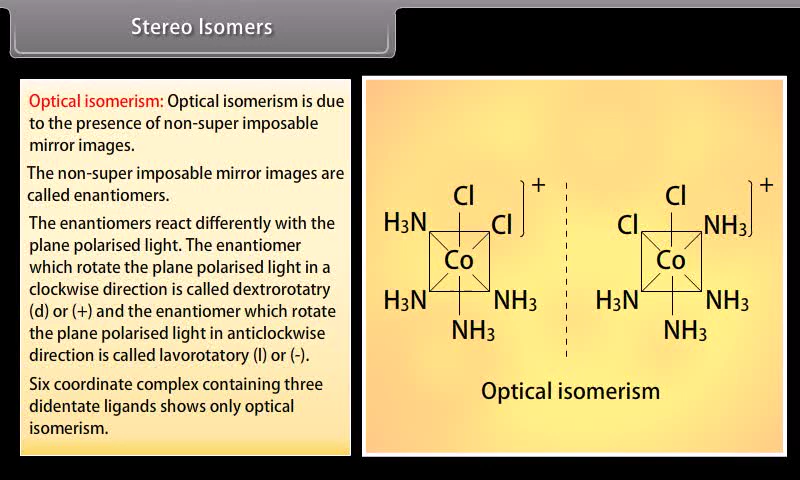 Stereo Isomers
Optical isomerism: Optical isomerism is due
to the presence of non-super imposable
mirror images.
The non-super imposable mirror images are
called enantiomers.
The enantiomers react differently with the
plane polarised light. The enantiomer
which rotate the plane polarised light in a
clockwise direction is called dextrorotatry
(d) or (+) and the enantiomer which rotate
the plane polarised light in anticlockwise
direction is called lavorotatory (l) or (-).
Six coordinate complex containing three
didentate ligands shows only optical
isomerism.
Cl + Cl +
H₃N Cl Cl NH₃
Co Co
H₃N NH₃ H₃N NH₃
NH₃ NH₃
Optical isomerism